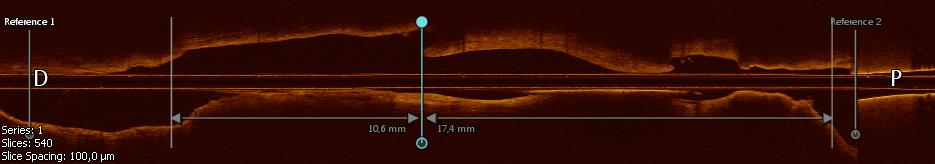 Reference 1
Reference 2
D
P
10,6 mm
17,4 mm
Series: 1
Slices: 540
Slice Spacing: 100,0 µm